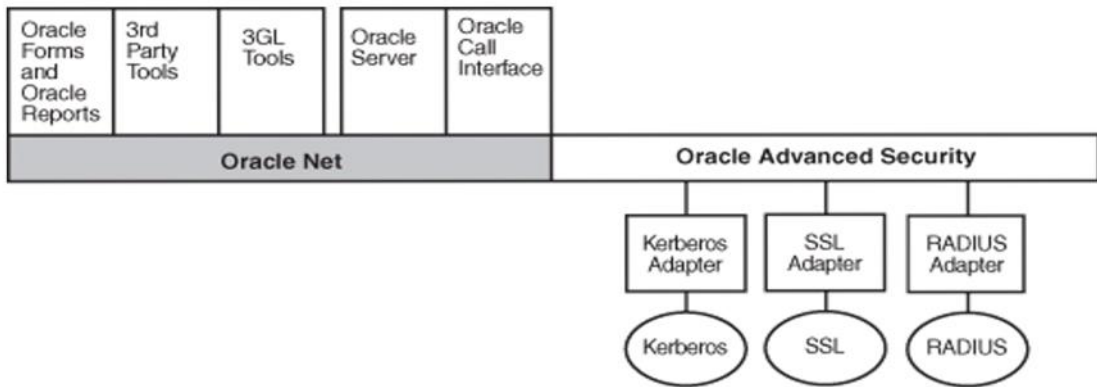 Oracle
Forms
and
Oracle
Reports
3rd
Party
Tools
3GL
Tools
Oracle
Server
Oracle
Call
Interface
Oracle Net
Oracle Advanced Security
Kerberos
Adapter
SSL
Adapter
RADIUS
Adapter
Kerberos
SSL
RADIUS